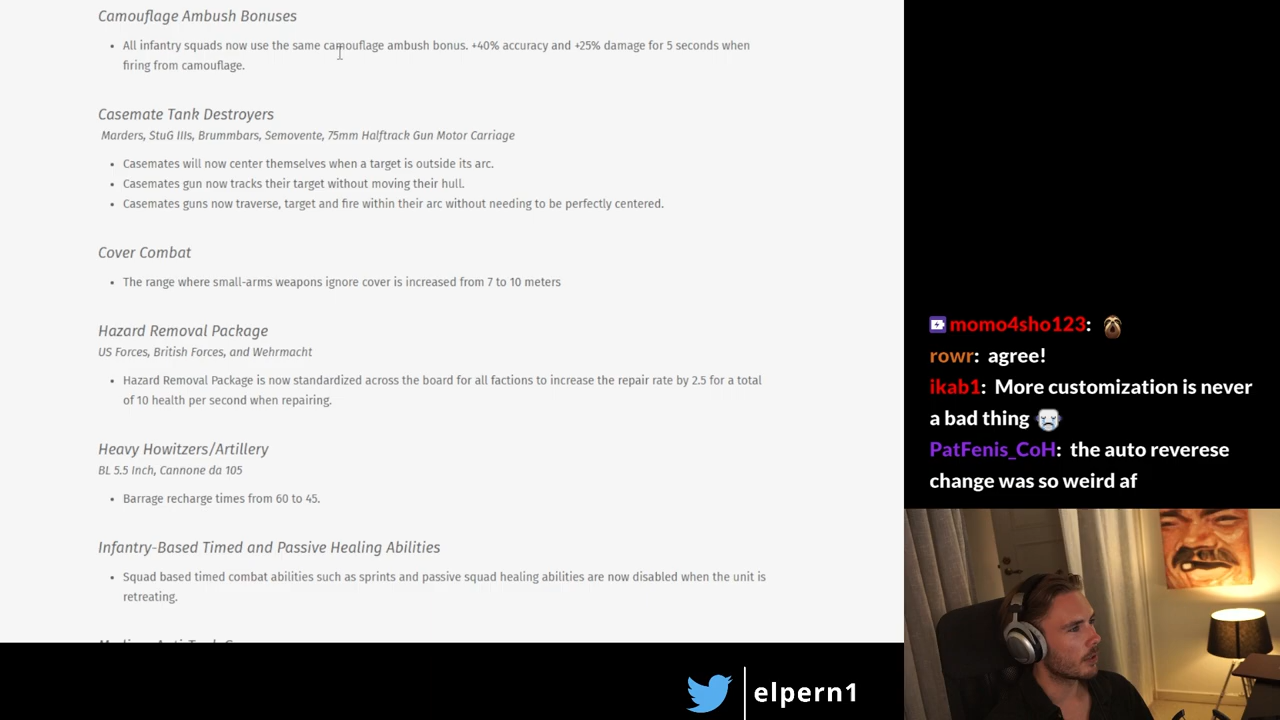 Camouflage Ambush Bonuses
All infantry squads now use the same camouflage ambush bonus. +40% accuracy and +25% damage for 5 seconds when
firing from camouflage.
Casemate Tank Destroyers
Marders, StuG IIIs, Brummbars, Semovente, 75mm Halftrack Gun Motor Carriage
Casemates will now center themselves when a target is outside its arc.
Casemates gun now tracks their target without moving their hull.
Casemates guns now traverse, target and fire within their arc without needing to be perfectly centered.
Cover Combat
The range where small-arms weapons ignore cover is increased from 7 to 10 meters
Hazard Removal Package
US Forces, British Forces, and Wehrmacht
Hazard Removal Package is now standardized across the board for all factions to increase the repair rate by 2.5 for a total
of 10 health per second when repairing.
Heavy Howitzers/Artillery
BL 5.5 Inch, Cannone da 105
Barrage recharge times from 60 to 45.
Infantry-Based Timed and Passive Healing Abilities
Squad based timed combat abilities such as sprints and passive squad healing abilities are now disabled when the unit is
retreating.
momo4sho123:
rowr: agree!
ikab1: More customization is never
a bad thing
PatFenis_CoH: the auto reverese
change was so weird af
elpern1